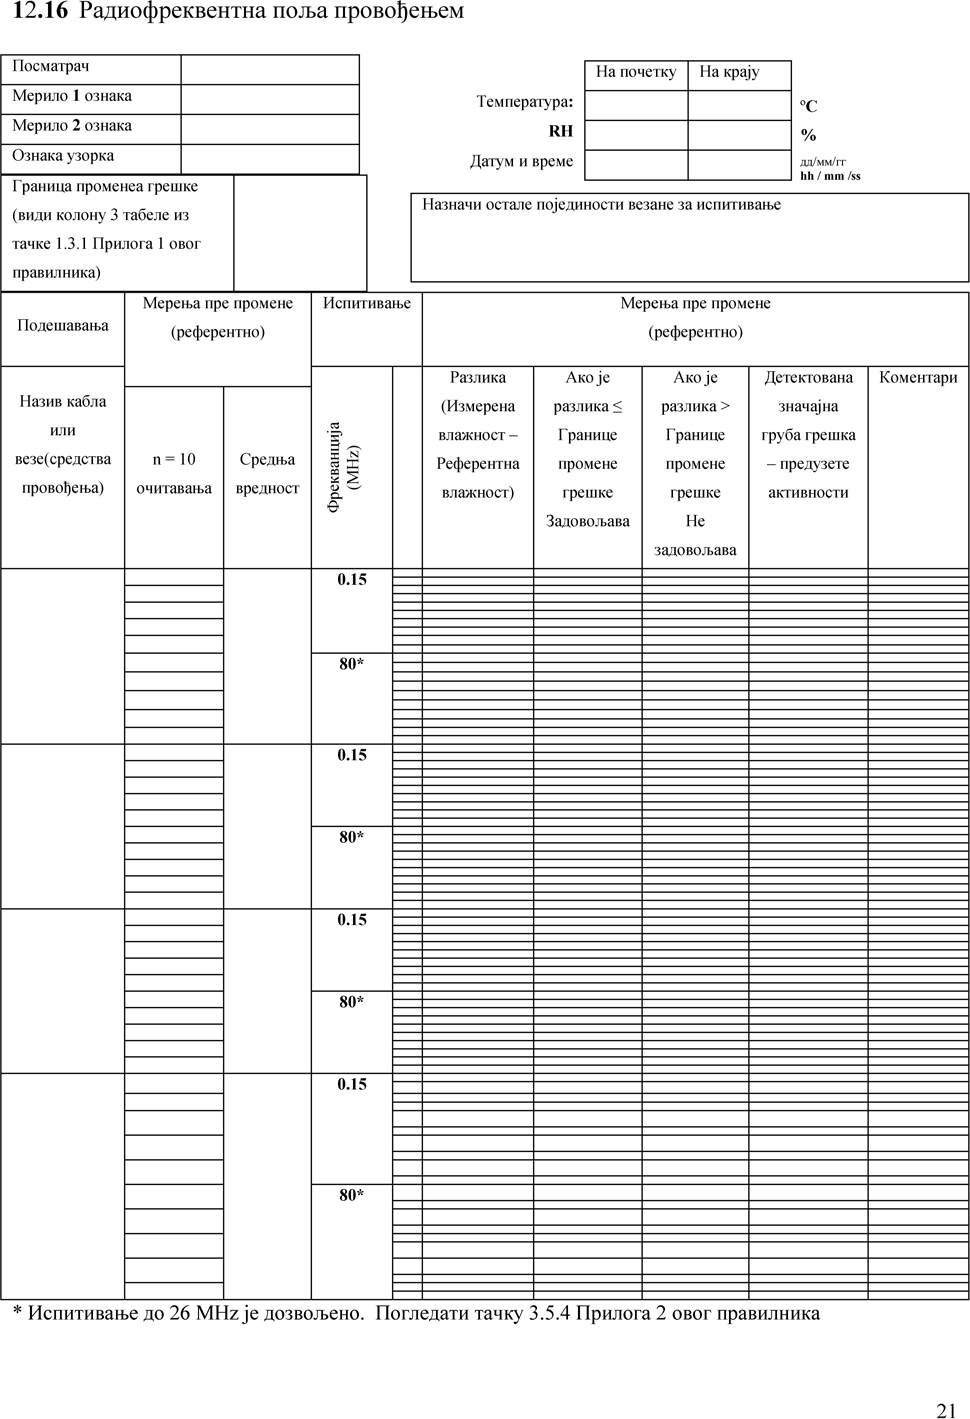 12.16 Радиофреквентна поља провођењем
Посматрач
Мерило 1 ознака
Мерило 2 ознака
Ознака узорка
Граница променеа грешке
(види колону 3 табеле из
тачке 1.3.1 Прилога 1 овог
правилника)
На почетку На крају
Температура: ºC
RH %
Датум и време дд/мм/гг
hh / mm /ss
Назначи остале појединости везане за испитивање
Подешавања
Мерења пре промене
(референтно)
Испитивање
Мерења пре промене
(референтно)
Назив кабла
или
везе(средства
провођења)
n = 10
очитавања
Средња
вредност
Фрекванција
(MHz)
Разлика
(Измерена
влажност –
Референтна
влажност)
Ако је
разлика ≤
Границе
промене
грешке
Задовољава
Ако је
разлика >
Границе
промене
грешке
Не
задовољава
Детектована
значајна
груба грешка
– предузете
активности
Коментари
0.15
80*
0.15
80*
0.15
80*
0.15
80*
* Испитивање до 26 MHz је дозвољено. Погледати тачку 3.5.4 Прилога 2 овог правилника
21